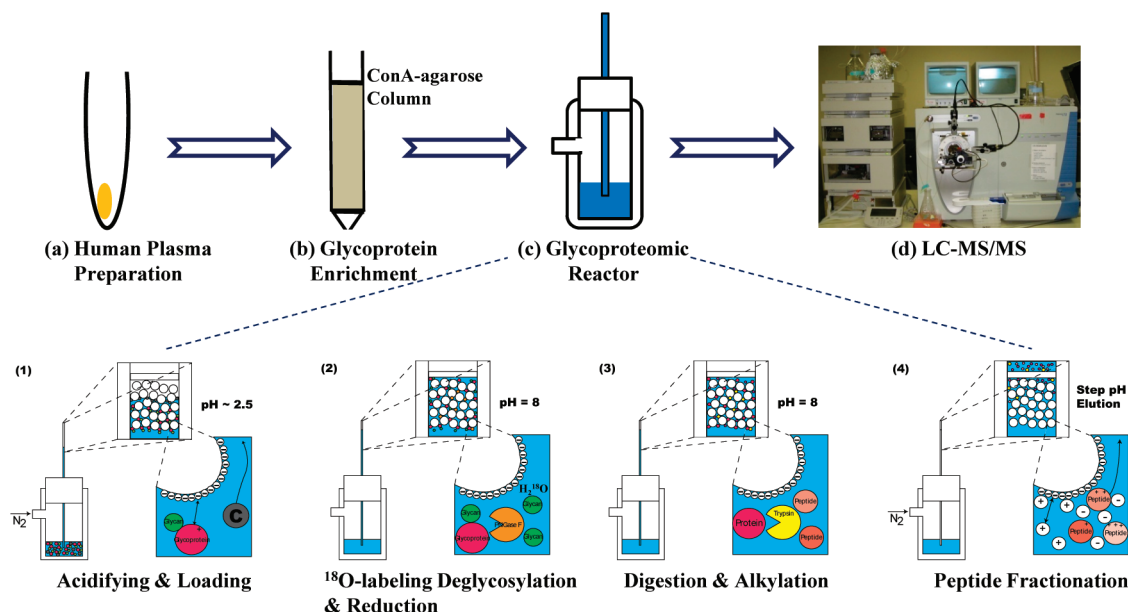 ConA-agarose
Column
(a) Human Plasma
Preparation
(b) Glycoprotein
Enrichment
(c) Glycoproteomic
Reactor
(d) LC-MS/MS
(1)
pH ~ 2.5
N2
Glycan
Glycoprotein
+
C
Acidifying & Loading
(2)
pH = 8
H2^18O
Glycan
Glycan
Glycoprotein
PNGase F
Glycan
^18O-labeling Deglycosylation
& Reduction
(3)
pH = 8
Peptide
Trypsin
Protein
Peptide
Digestion & Alkylation
(4)
Step pH
Elution
N2
Peptide
Peptide
Peptide
Peptide Fractionation